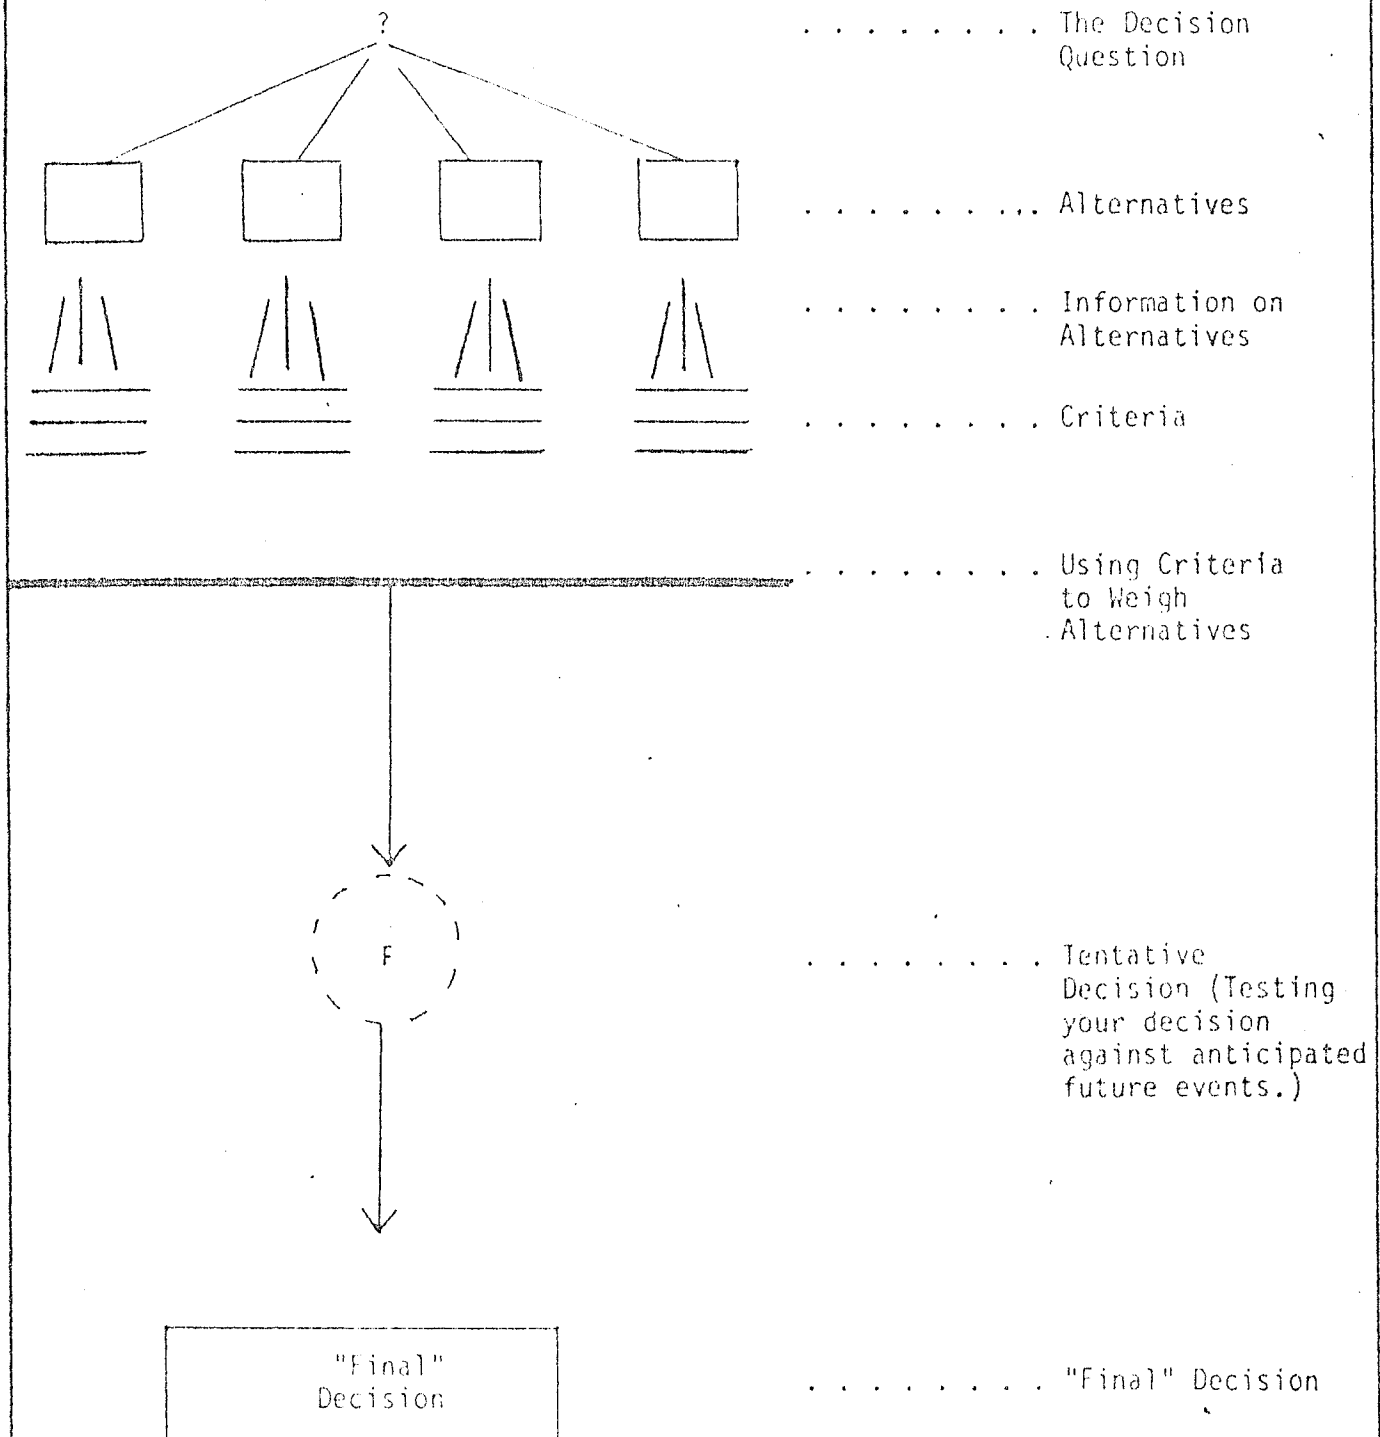 ?
. . . . . . . . The Decision
Question
. . . . . . . ... Alternatives
. . . . . . . . Information on
Alternatives
. . . . . . . . Criteria
. . . . . . . . Using Criteria
to Weigh
Alternatives
F
. . . . . . . . Tentative
Decision (Testing
your decision
against anticipated
future events.)
"Final"
Decision
. . . . . . . . "Final" Decision